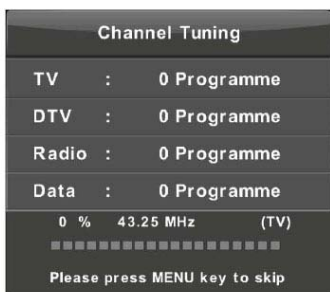 Channel Tuning
TV : 0 Programme
DTV : 0 Programme
Radio : 0 Programme
Data : 0 Programme
0 % 43.25 MHz (TV)
Please press MENU key to skip